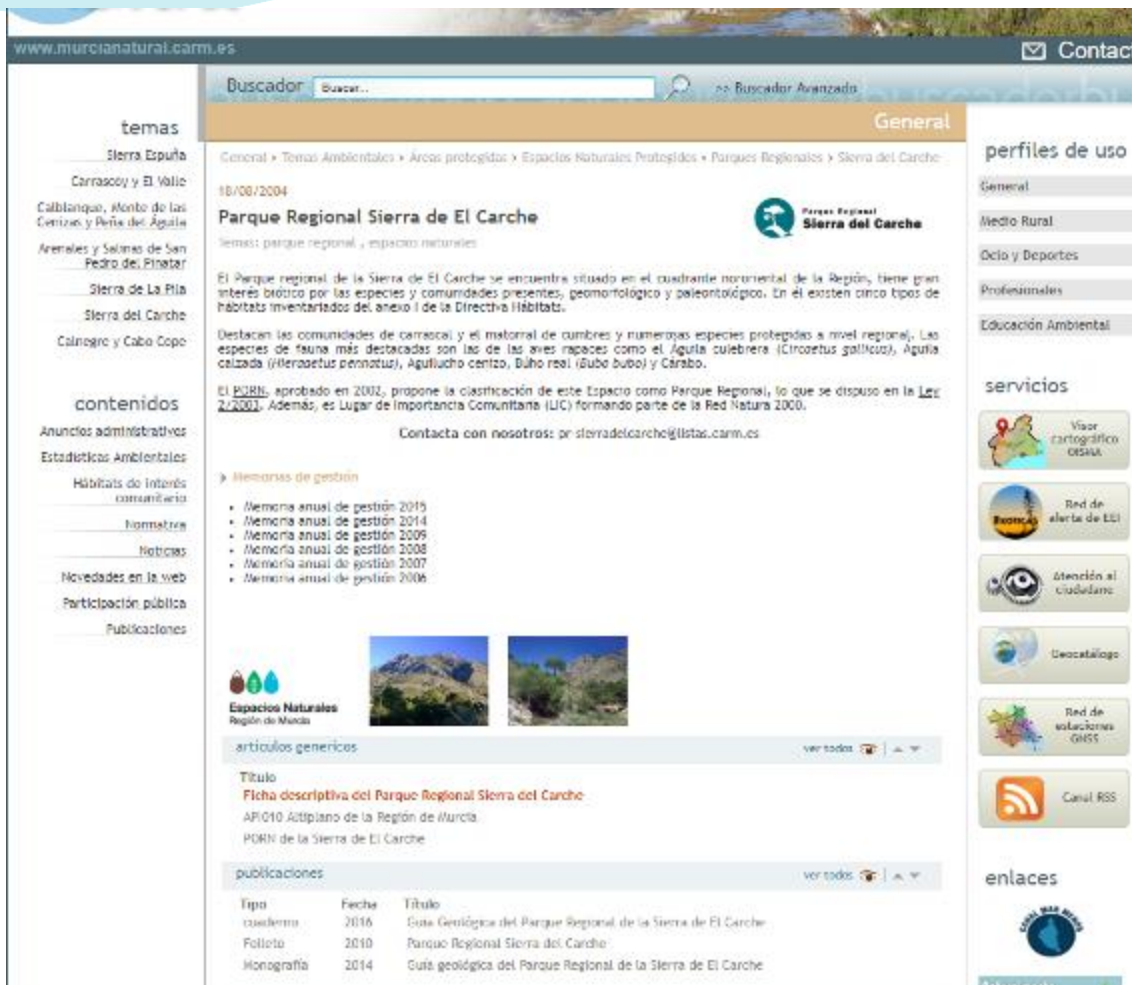 www.murcianatural.carm.es
Contact
Buscador
Buscar...
>> Buscador Avanzado
General
temas
Sierra Espuña
Carrascoy y El Valle
Calblanque, Monte de las
Cenizas y Peña del Águila
Arenales y Salinas de San
Pedro del Pinatar
Sierra de La Pila
Sierra del Carche
Calnegre y Cabo Cope
contenidos
Anuncios administrativos
Estadísticas Ambientales
Hábitats de interés
comunitario
Normativa
Noticias
Novedades en la web
Participación pública
Publicaciones
General » Temas Ambientales » Áreas protegidas » Espacios Naturales Protegidos » Parques Regionales » Sierra del Carche
18/08/2004
Parque Regional Sierra de El Carche
Parque Regional
Sierra del Carche
Temas: parque regional , espacios naturales
El Parque regional de la Sierra de El Carche se encuentra situado en el cuadrante nororiental de la Región, tiene gran
interés biótico por las especies y comunidades presentes, geomorfológico y paleontológico. En él existen cinco tipos de
hábitats inventariados del anexo I de la Directiva Hábitats.
Destacan las comunidades de carrascal y el matorral de cumbres y numerosas especies protegidas a nivel regional. Las
especies de fauna más destacadas son las de las aves rapaces como el Águila culebrera (Circaetus gallicus), Aguila
calzada (Hieraaetus pennatus), Aguilucho cenizo, Búho real (Bubo bubo) y Cárabo.
El PORN, aprobado en 2002, propone la clasificación de este Espacio como Parque Regional, lo que se dispuso en la Ley
2/2003. Además, es Lugar de Importancia Comunitaria (LIC) formando parte de la Red Natura 2000.
Contacta con nosotros: pr-sierradelcarche@listas.carm.es
Memorias de gestión
• Memoria anual de gestión 2015
• Memoria anual de gestión 2014
• Memoria anual de gestión 2009
• Memoria anual de gestión 2008
• Memoria anual de gestión 2007
• Memoria anual de gestión 2006
Espacios Naturales
Región de Murcia
artículos genericos
ver todos
Título
Ficha descriptiva del Parque Regional Sierra del Carche
API010 Altiplano de la Región de Murcia
PORN de la Sierra de El Carche
publicaciones
ver todos
Tipo Fecha Título
cuaderno 2016 Guía Geológica del Parque Regional de la Sierra de El Carche
Folleto 2010 Parque Regional Sierra del Carche
Monografía 2014 Guía geológica del Parque Regional de la Sierra de El Carche
perfiles de uso
General
Medio Rural
Ocio y Deportes
Profesionales
Educación Ambiental
servicios
Visor
cartográfico
Red de
alerta de EEI
Atención al
ciudadano
Geocatálogo
Red de
estaciones
GNSS
Canal RSS
enlaces
CANAL MAR MENOR